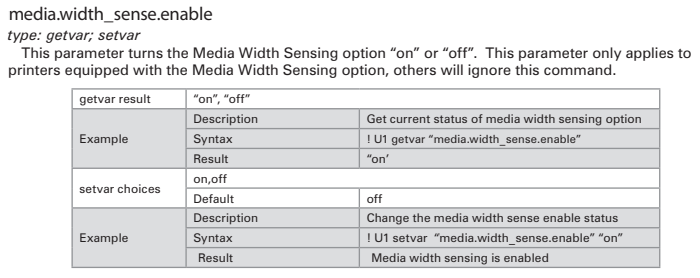 media.width_sense.enable
type: getvar; setvar
This parameter turns the Media Width Sensing option “on” or “off”. This parameter only applies to
printers equipped with the Media Width Sensing option, others will ignore this command.
getvar result “on”, “off”
Example
Description Get current status of media width sensing option
Syntax ! U1 getvar “media.width_sense.enable”
Result “on’
setvar choices
on,off
Default off
Example
Description Change the media width sense enable status
Syntax ! U1 setvar “media.width_sense.enable” “on”
Result Media width sensing is enabled